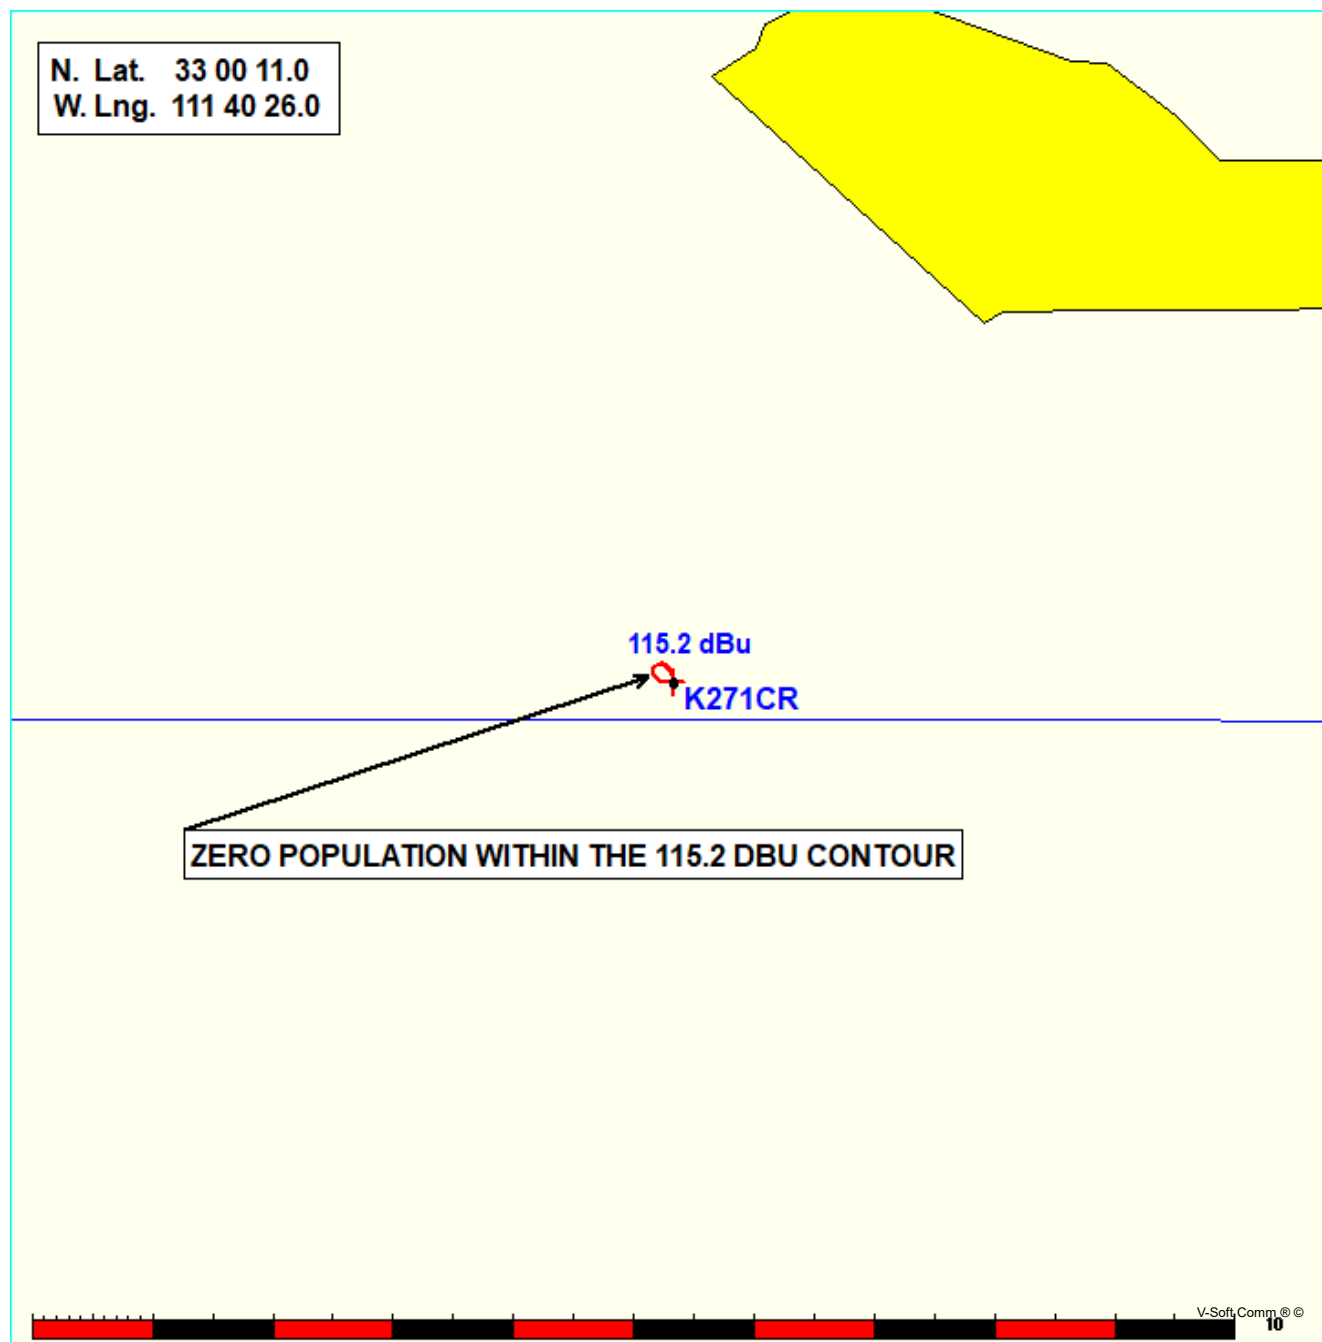 N. Lat. 33 00 11.0
W. Lng. 111 40 26.0
115.2 dBu
K271CR
ZERO POPULATION WITHIN THE 115.2 DBU CONTOUR
V-Soft Comm ® ©
10